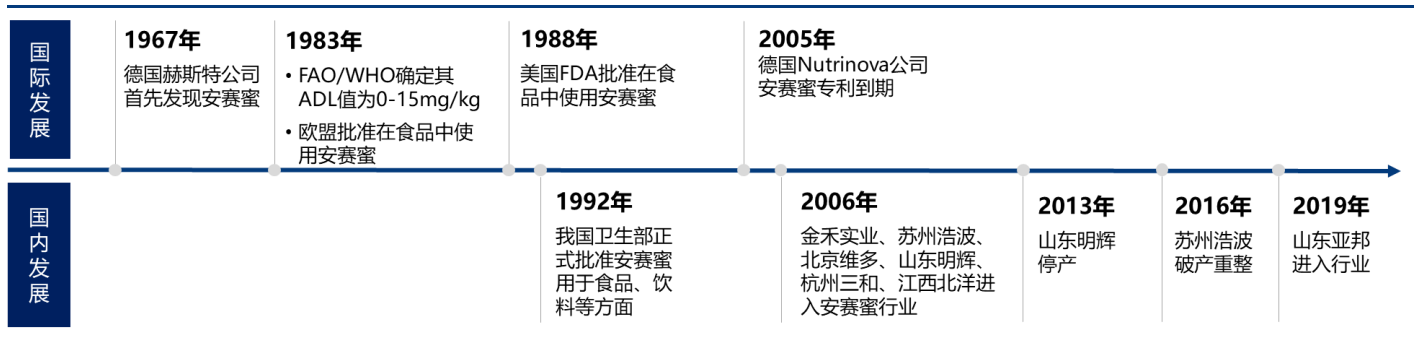 国际发展
1967年
德国赫斯特公司
首先发现安赛蜜
1983年
• FAO/WHO确定其
ADL值为0-15mg/kg
• 欧盟批准在食品中使
用安赛蜜
1988年
美国FDA批准在食
品中使用安赛蜜
2005年
德国Nutrinova公司
安赛蜜专利到期
国内发展
1992年
我国卫生部正
式批准安赛蜜
用于食品、饮
料等方面
2006年
金禾实业、苏州浩波、
北京维多、山东明辉、
杭州三和、江西北洋进
入安赛蜜行业
2013年
山东明辉
停产
2016年
苏州浩波
破产重整
2019年
山东亚邦
进入行业